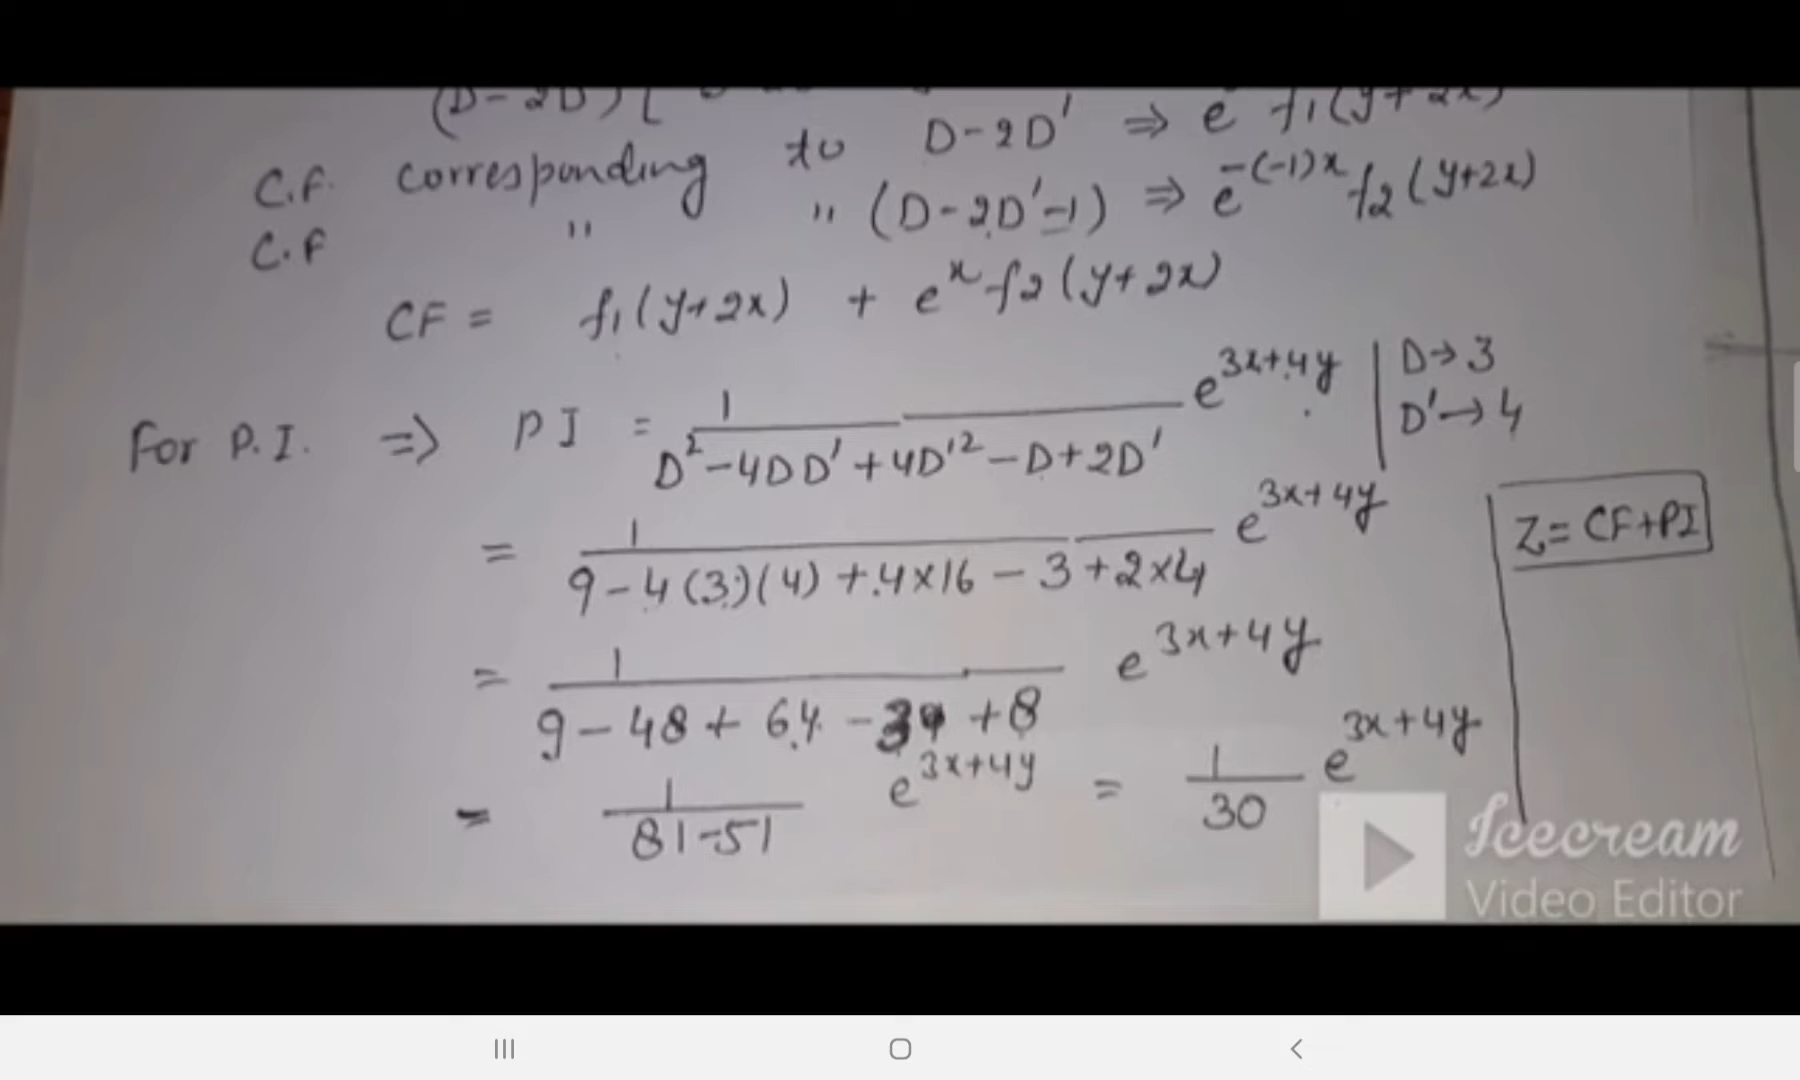 (D-2D)[
C.F. corresponding to D-2D' ⇒ e f₁(y+2x)
C.F " " (D-2D'-1) ⇒ e^{-(-1)x} f₂(y+2x)
CF = f₁(y+2x) + e^x f₂(y+2x)
For P.I. ⇒ PI = 1/(D²-4DD'+4D'²-D+2D') e^{3x+4y} | D→3
D'→4
= 1/(9-4(3)(4)+4×16-3+2×4) e^{3x+4y}
Z=CF+PI
= 1/(9-48+64-3+8) e^{3x+4y}
= 1/(81-51) e^{3x+4y} = 1/30 e^{3x+4y}
Icecream
Video Editor